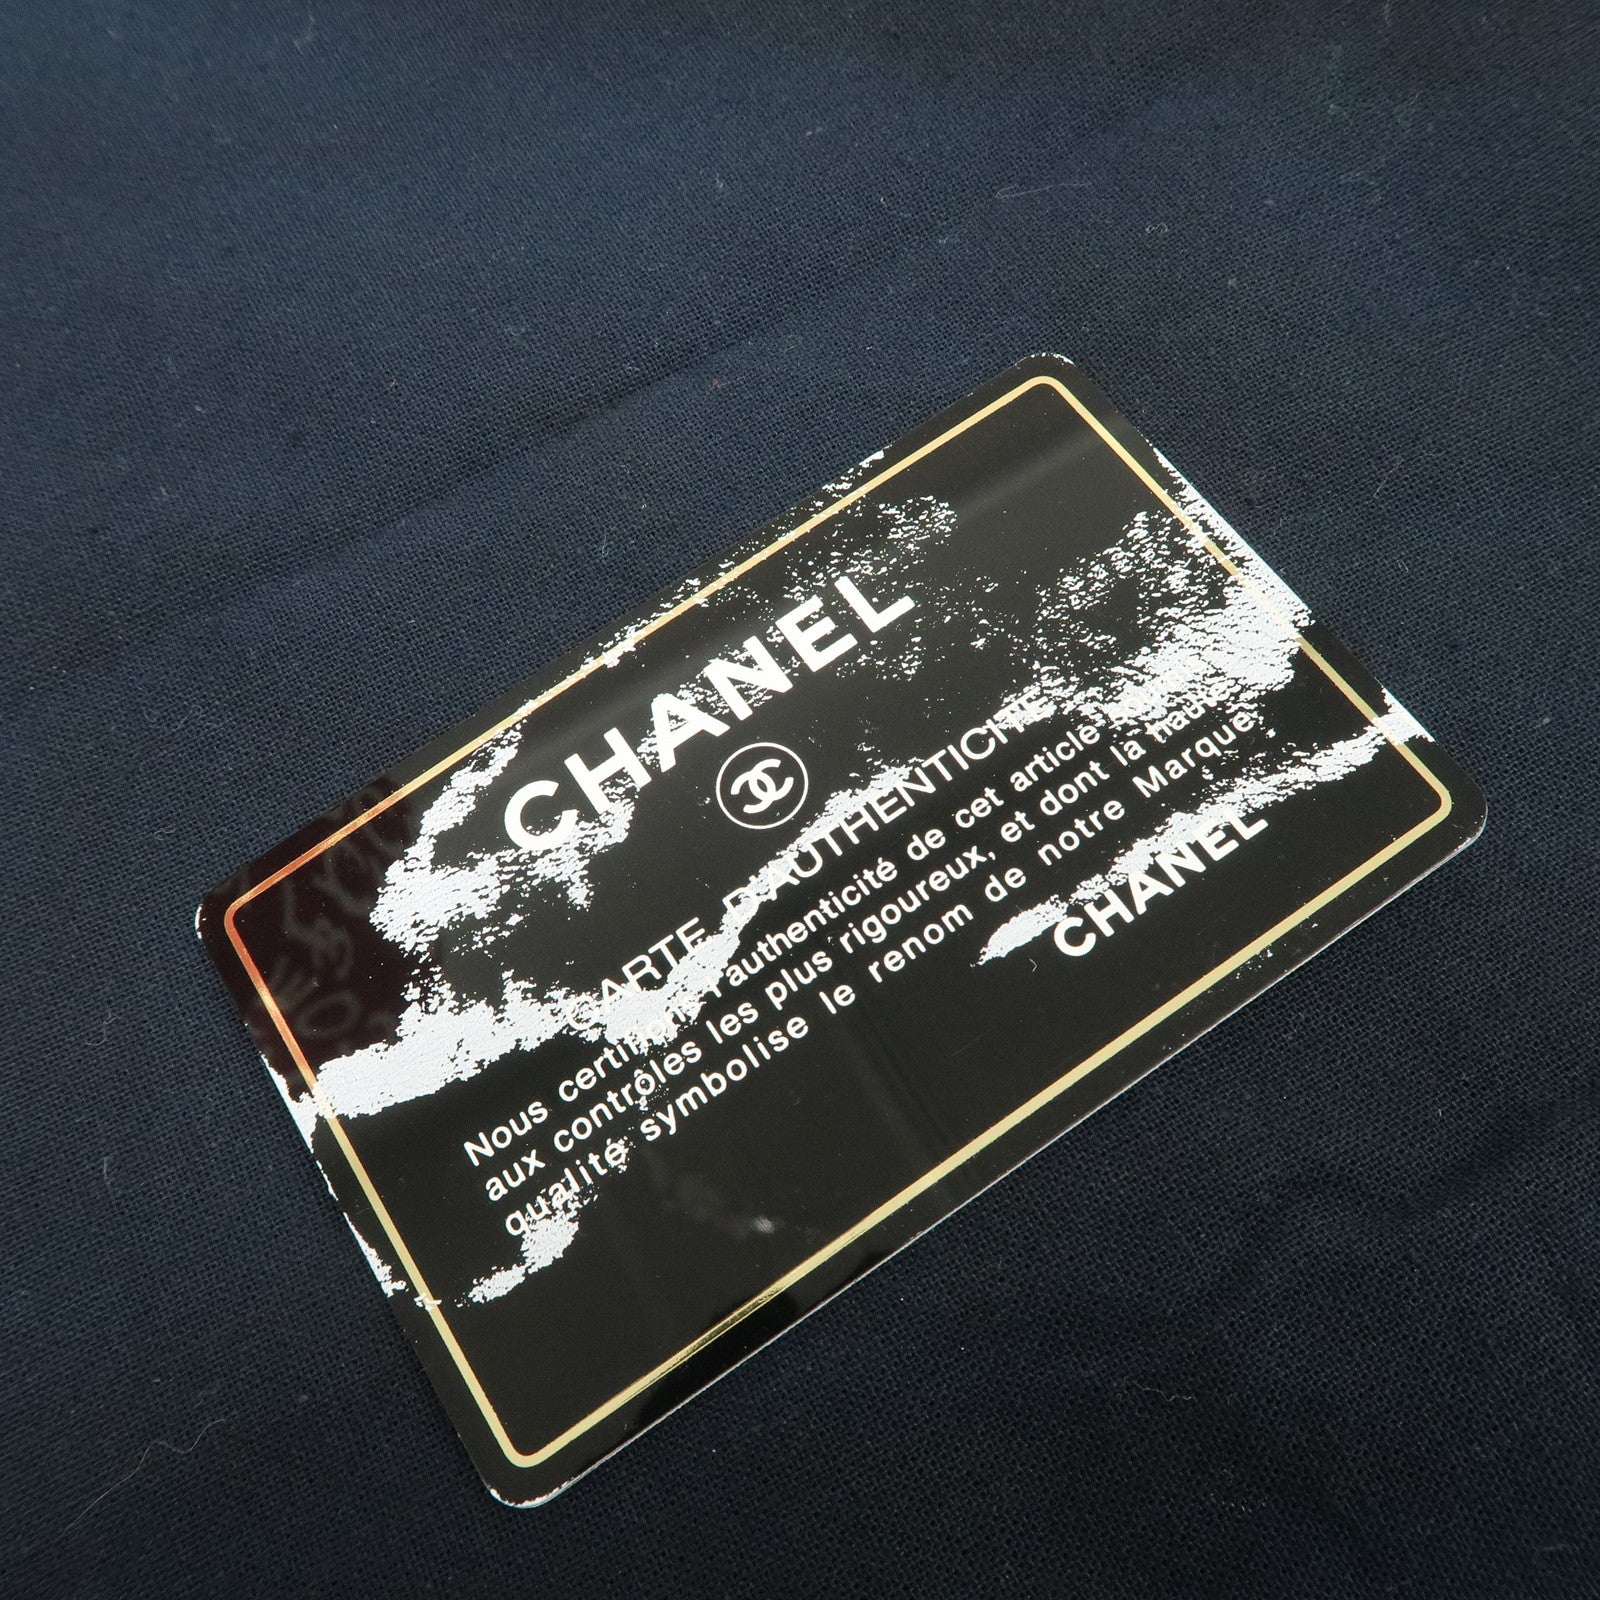 CHANEL
CARTE D'AUTHENTICITE
Nous certifions l'authenticité de cet article soumis
aux contrôles les plus rigoureux, et dont la haute
qualité symbolise le renom de notre Marque.
CHANEL